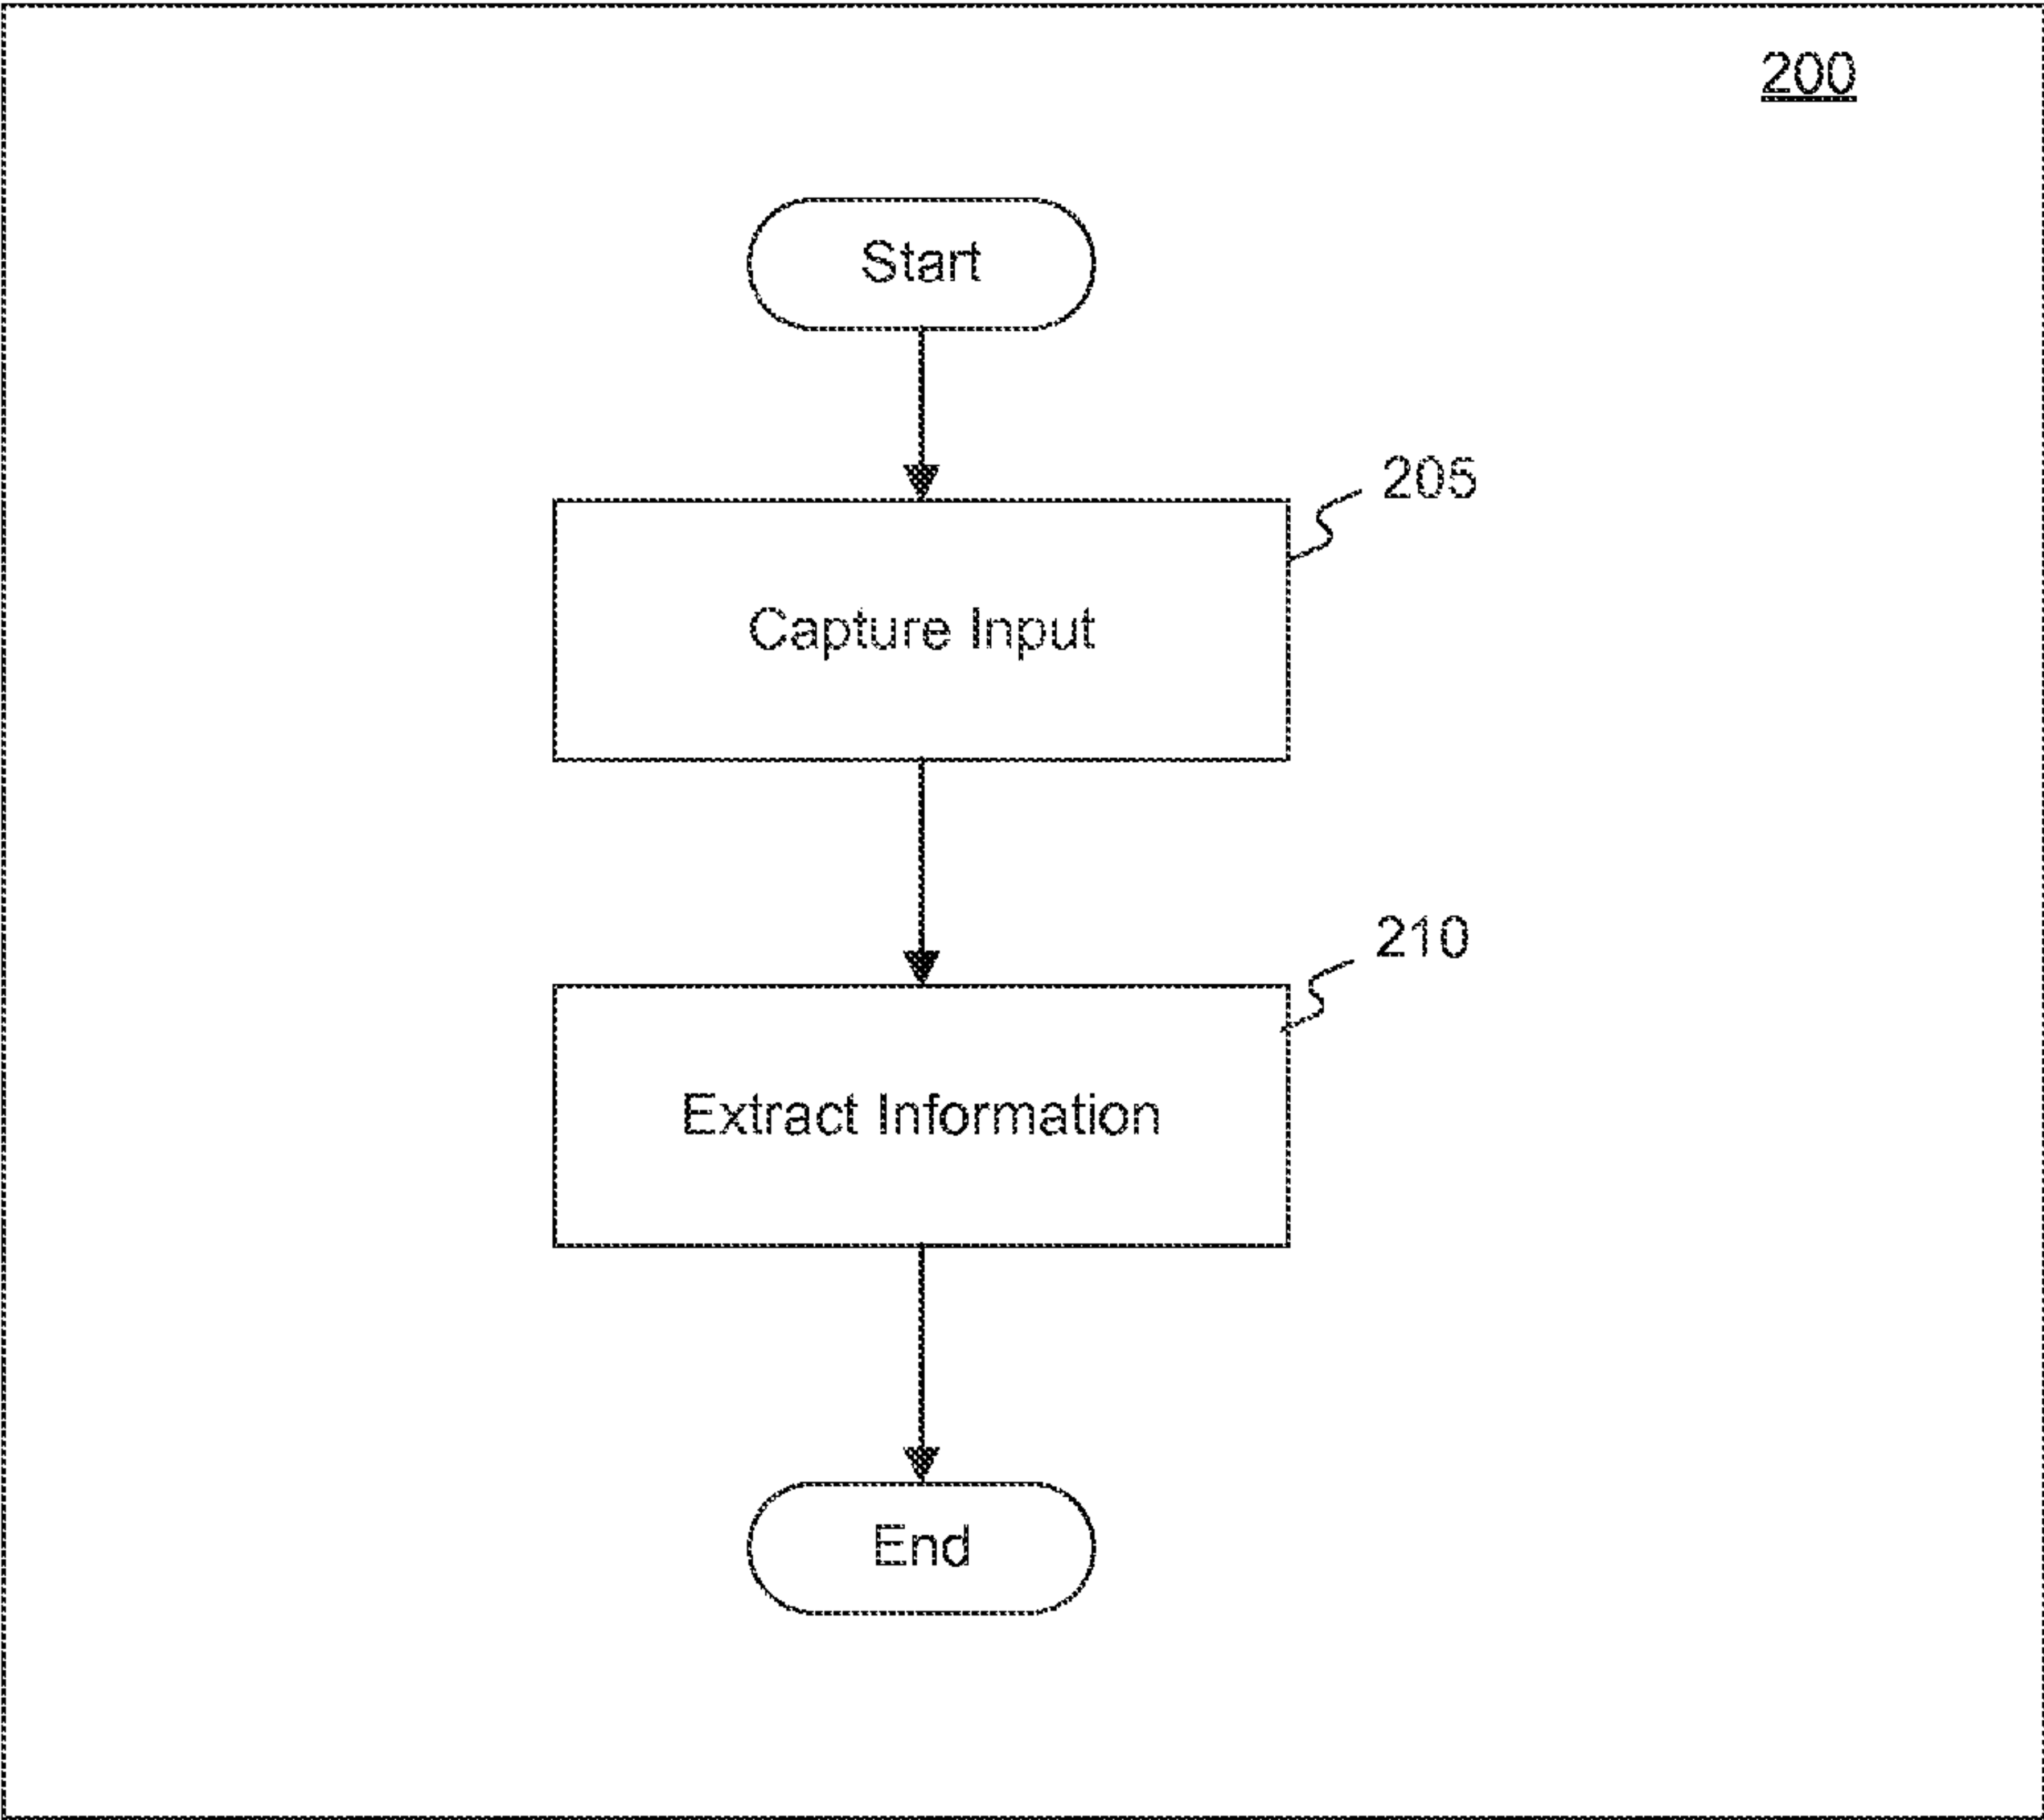 200
Start
205
Capture Input
210
Extract Information
End